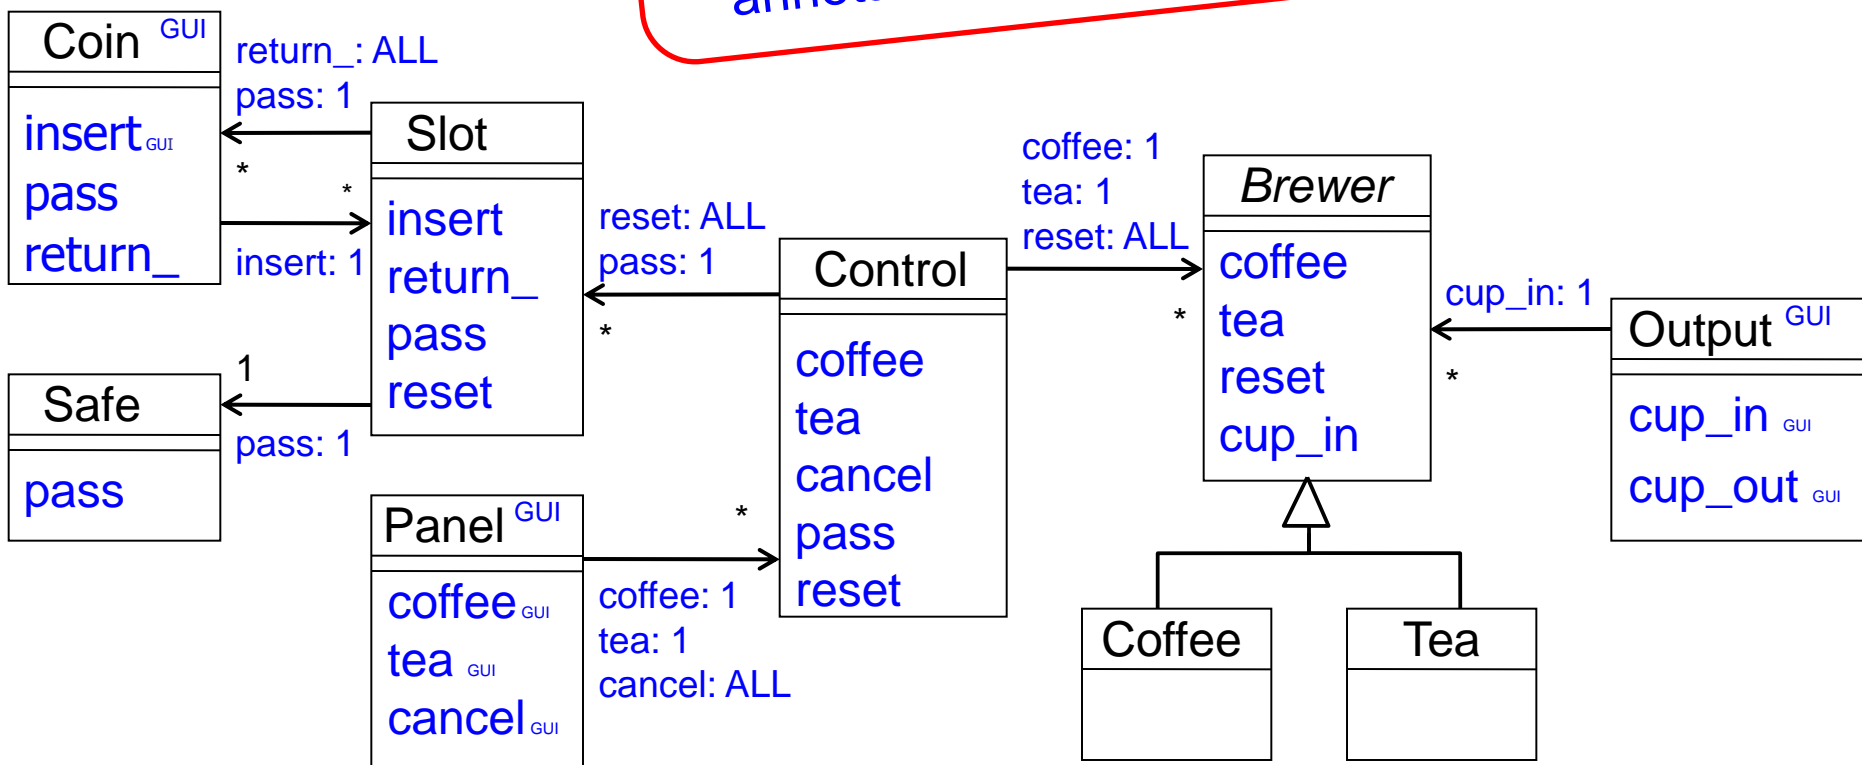 Coin GUI
insert GUI
pass
return_
return_: ALL
pass: 1
*
*
insert: 1
Slot
insert
return_
pass
reset
Safe
pass
1
pass: 1
Panel GUI
coffee GUI
tea GUI
cancel GUI
*
coffee: 1
tea: 1
cancel: ALL
reset: ALL
pass: 1
*
Control
coffee
tea
cancel
pass
reset
coffee: 1
tea: 1
reset: ALL
*
Brewer
coffee
tea
reset
cup_in
Coffee
Tea
cup_in: 1
*
Output GUI
cup_in GUI
cup_out GUI